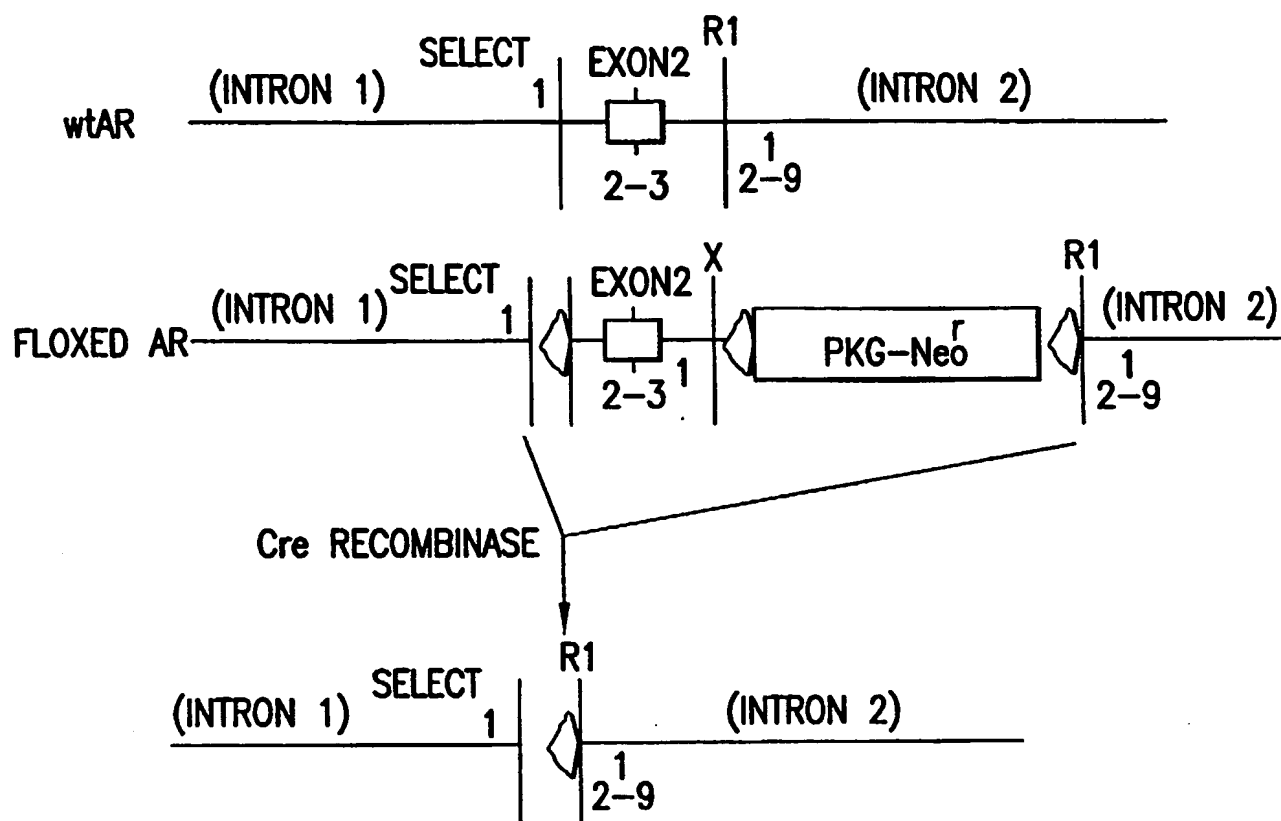 SELECT EXON2 R1
(INTRON 1) 1 (INTRON 2)
wtAR
2-3 1
2-9
SELECT EXON2 X R1
(INTRON 1) 1 (INTRON 2)
FLOXED AR PKG-Neo r
2-3 1 1
2-9
Cre RECOMBINASE
R1
SELECT
(INTRON 1) 1 (INTRON 2)
1
2-9